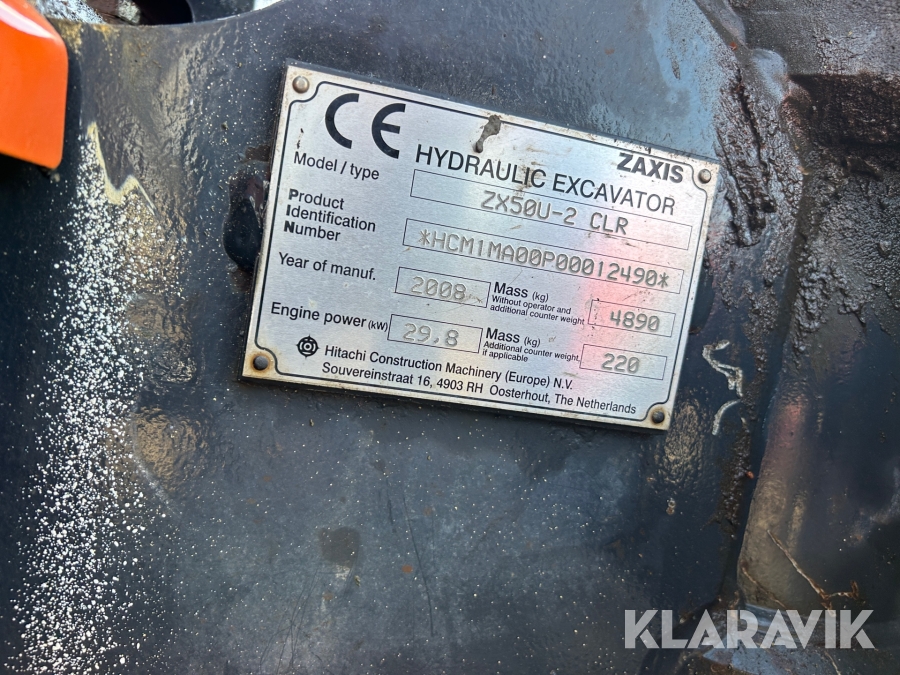 CE
ZAXIS
HYDRAULIC EXCAVATOR
Model / type
ZX50U-2 CLR
Product
Identification
Number
*HCM1MA00P00012490*
Year of manuf.
2008
Mass (kg)
Without operator and
additional counter weight
4890
Engine power (kW)
29.8
Mass (kg)
Additional counter weight,
if applicable
220
Hitachi Construction Machinery (Europe) N.V.
Souvereinstraat 16, 4903 RH Oosterhout, The Netherlands
KLARAVIK